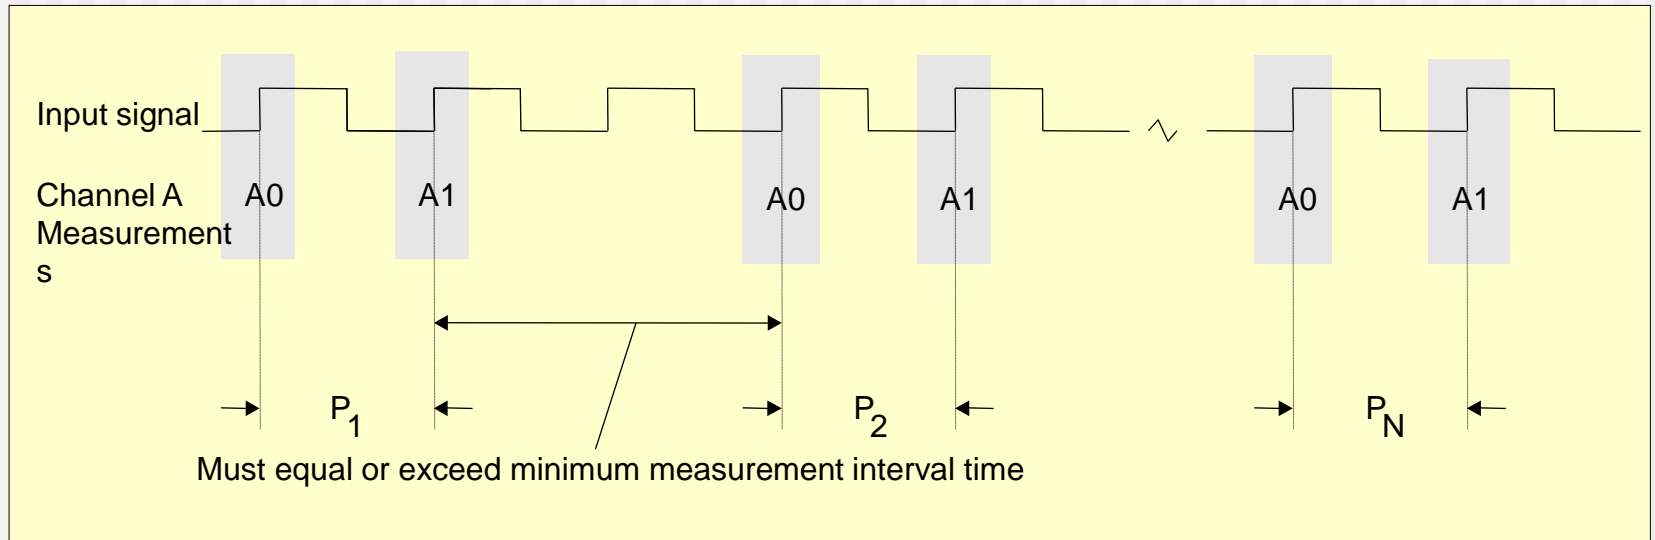 Input signal
Channel A
Measurement
s
A0
A1
A0
A1
A0
A1
P1
P2
PN
Must equal or exceed minimum measurement interval time